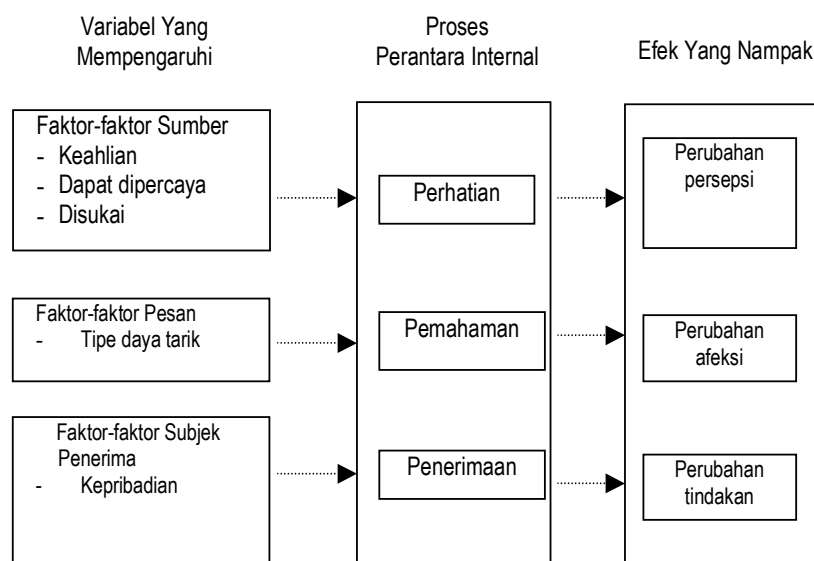 Variabel Yang
Mempengaruhi
Proses
Perantara Internal
Efek Yang Nampak
Faktor-faktor Sumber
- Keahlian
- Dapat dipercaya
- Disukai
Perhatian
Perubahan
persepsi
Faktor-faktor Pesan
- Tipe daya tarik
Pemahaman
Perubahan
afeksi
Faktor-faktor Subjek
Penerima
- Kepribadian
Penerimaan
Perubahan
tindakan